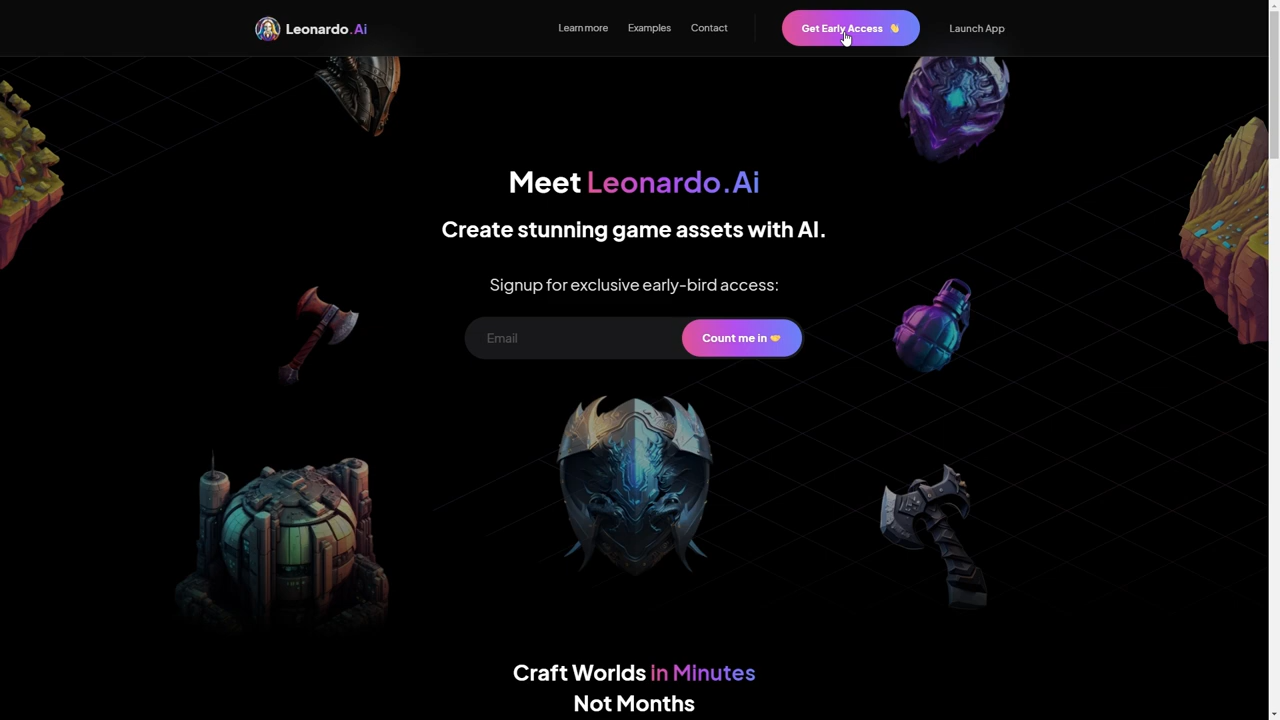 Leonardo.Ai
Learn more
Examples
Contact
Get Early Access 👋
Launch App
Meet Leonardo.Ai
Create stunning game assets with AI.
Signup for exclusive early-bird access:
Email
Count me in 🤝
Craft Worlds in Minutes
Not Months